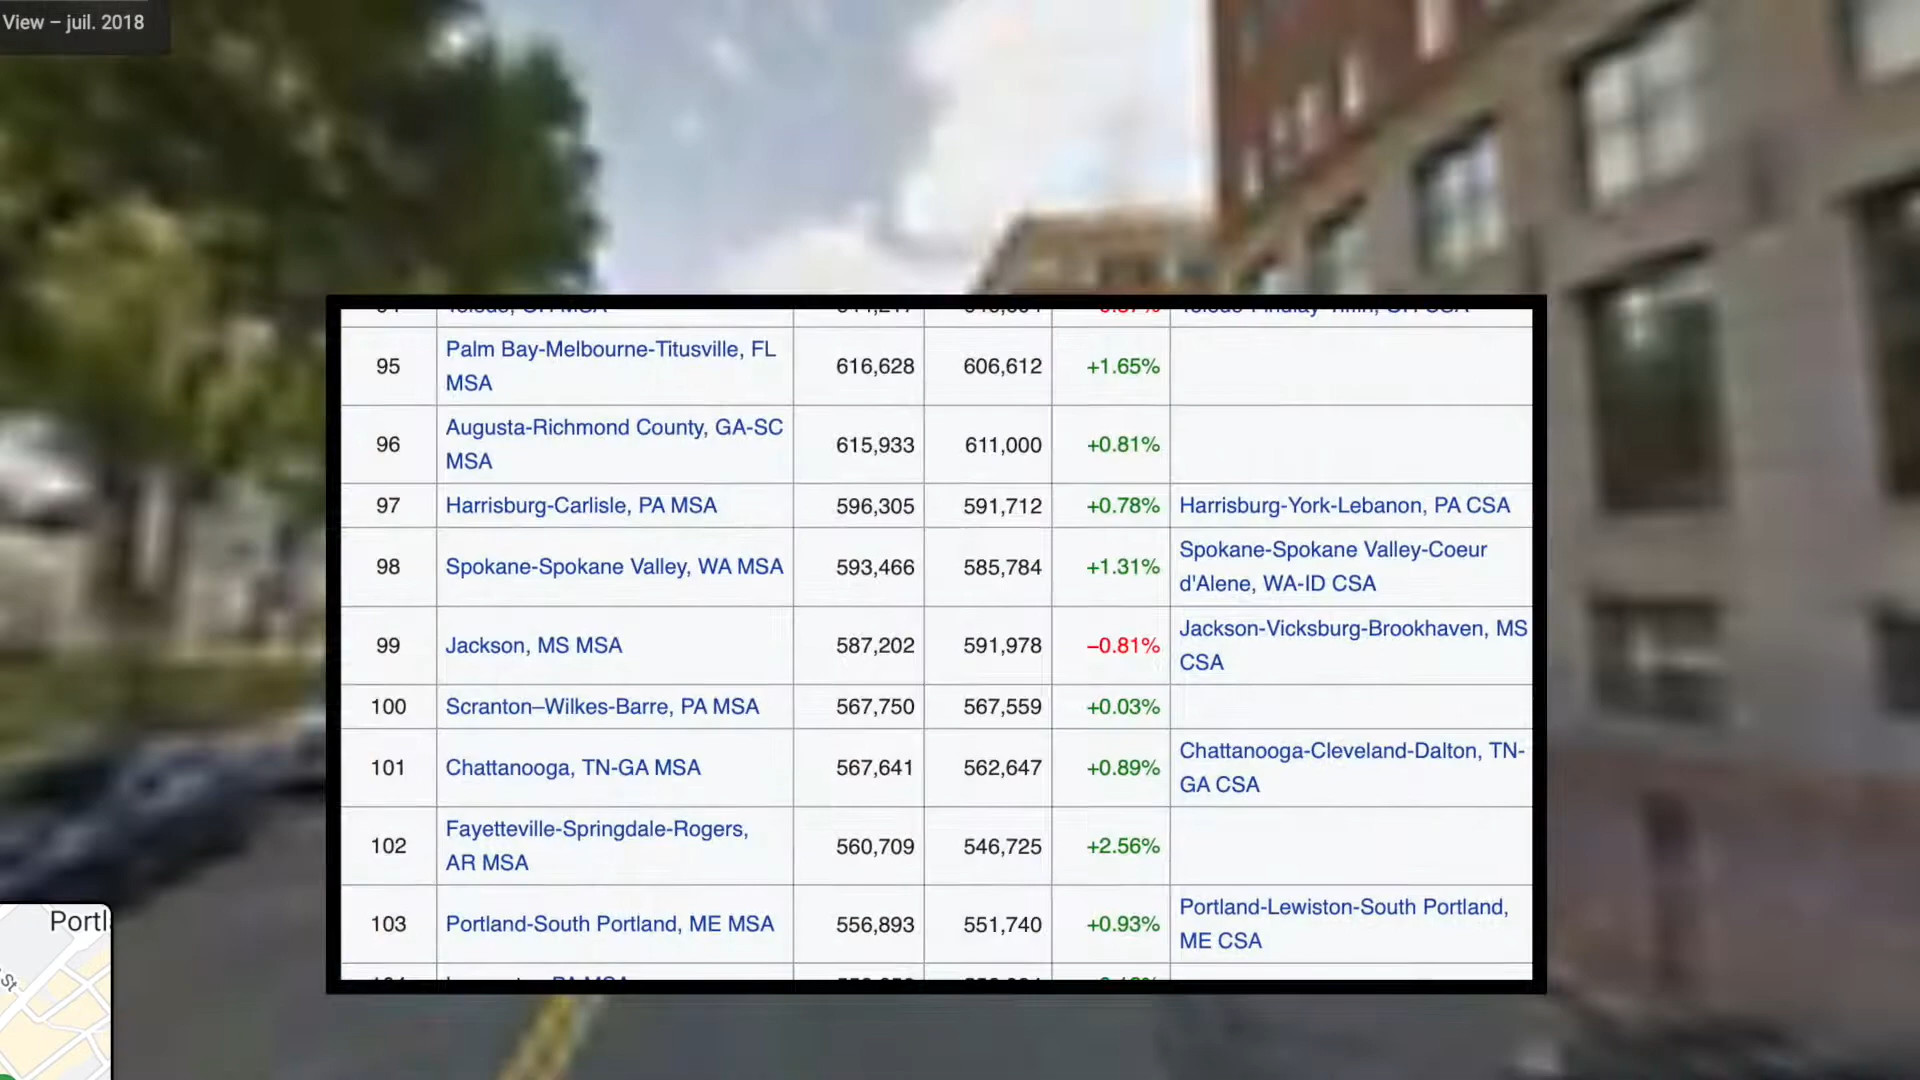 View – juil. 2018
95 Palm Bay-Melbourne-Titusville, FL 616,628 606,612 +1.65%
MSA
96 Augusta-Richmond County, GA-SC 615,933 611,000 +0.81%
MSA
97 Harrisburg-Carlisle, PA MSA 596,305 591,712 +0.78% Harrisburg-York-Lebanon, PA CSA
98 Spokane-Spokane Valley, WA MSA 593,466 585,784 +1.31% Spokane-Spokane Valley-Coeur
d'Alene, WA-ID CSA
99 Jackson, MS MSA 587,202 591,978 −0.81% Jackson-Vicksburg-Brookhaven, MS
CSA
100 Scranton–Wilkes-Barre, PA MSA 567,750 567,559 +0.03%
101 Chattanooga, TN-GA MSA 567,641 562,647 +0.89% Chattanooga-Cleveland-Dalton, TN-
GA CSA
102 Fayetteville-Springdale-Rogers, 560,709 546,725 +2.56%
AR MSA
103 Portland-South Portland, ME MSA 556,893 551,740 +0.93% Portland-Lewiston-South Portland,
ME CSA
Portl
St